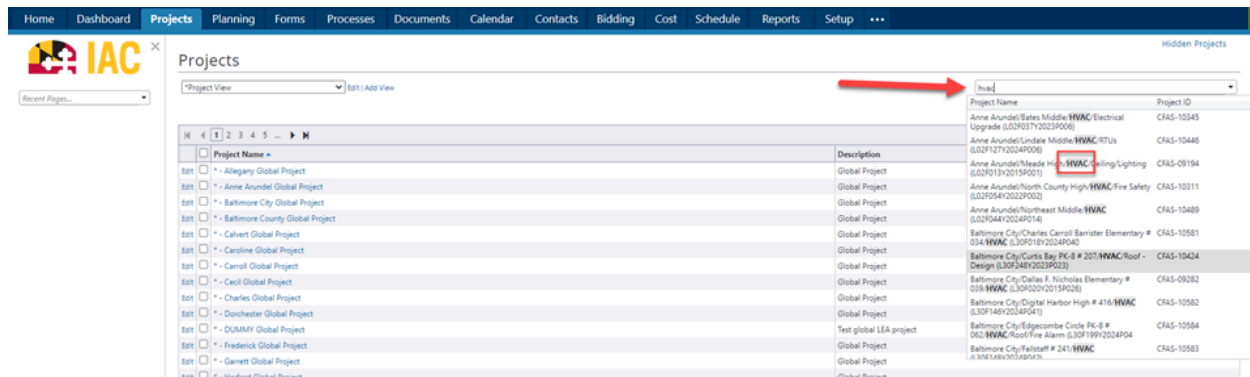 Home Dashboard Projects Planning Forms Processes Documents Calendar Contacts Bidding Cost Schedule Reports Setup •••
IAC ×
Hidden Projects
Projects
Recent Pages...
*Project View Edit | Add View
hvac
Project Name Project ID
Anne Arundel/Bates Middle/HVAC/Electrical
Upgrade (L02F037Y2023P006) CFAS-10345
Anne Arundel/Lindale Middle/HVAC/RTUs
(L02F127Y2024P006) CFAS-10446
Anne Arundel/Meade High/HVAC/Ceiling/Lighting
(L02F013Y2015P001) CFAS-09194
Anne Arundel/North County High/HVAC/Fire Safety
(L02F054Y2022P002) CFAS-10311
Anne Arundel/Northeast Middle/HVAC
(L02F044Y2024P014) CFAS-10489
Baltimore City/Charles Carroll Barrister Elementary #
034/HVAC (L30F018Y2024P040 CFAS-10581
Baltimore City/Curtis Bay PK-8 # 207/HVAC/Roof -
Design (L30F248Y2023P023) CFAS-10424
Baltimore City/Dallas F. Nicholas Elementary #
039/HVAC (L30F020Y2015P026) CFAS-09282
Baltimore City/Digital Harbor High # 416/HVAC
(L30F146Y2024P041) CFAS-10582
Baltimore City/Edgecombe Circle PK-8 #
062/HVAC/Roof/Fire Alarm (L30F199Y2024P04 CFAS-10584
Baltimore City/Fallstaff # 241/HVAC
CFAS-10583
1 2 3 4 5 ...
Project Name Description
Edit * - Allegany Global Project Global Project
Edit * - Anne Arundel Global Project Global Project
Edit * - Baltimore City Global Project Global Project
Edit * - Baltimore County Global Project Global Project
Edit * - Calvert Global Project Global Project
Edit * - Caroline Global Project Global Project
Edit * - Carroll Global Project Global Project
Edit * - Cecil Global Project Global Project
Edit * - Charles Global Project Global Project
Edit * - Dorchester Global Project Global Project
Edit * - DUMMY Global Project Test global LEA project
Edit * - Frederick Global Project Global Project
Edit * - Garrett Global Project Global Project
Edit * - Harford Global Project Global Project